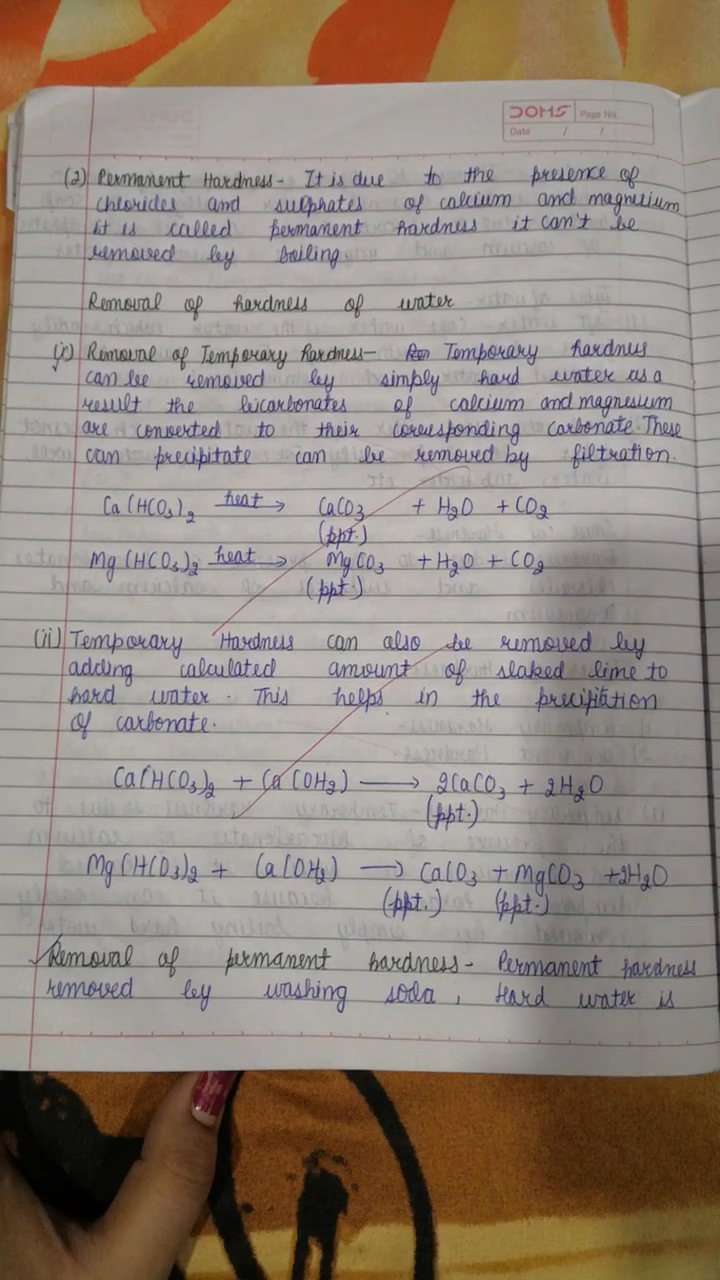 DOMS
Page No.
Date / /
(2) Permanent Hardness- It is due to the presence of
chlorides and sulphates of calcium and magnesium
it is called permanent hardness it can't be
removed by boiling
Removal of hardness of water
(i) Removal of Temporary hardness- Temporary hardnes
can be removed by simply hard water as a
result the bicarbonates of calcium and magnesium
are converted to their corresponding carbonate. These
can precipitate can be removed by filtration.
Ca(HCO3)2 heat → CaCO3 + H2O + CO2
(ppt.)
Mg(HCO3)2 heat → MgCO3 + H2O + CO2
(ppt.)
(ii) Temporary Hardness can also be removed by
adding calculated amount of slaked lime to
hard water. This helps in the precipitation
of carbonate.
Ca(HCO3)2 + Ca(OH2) → 2CaCO3 + 2H2O
(ppt.)
Mg(HCO3)2 + Ca(OH2) → CaCO3 + MgCO3 + 2H2O
(ppt.) (ppt.)
Removal of permanent hardness- Permanent hardness
removed by washing soda, Hard water is